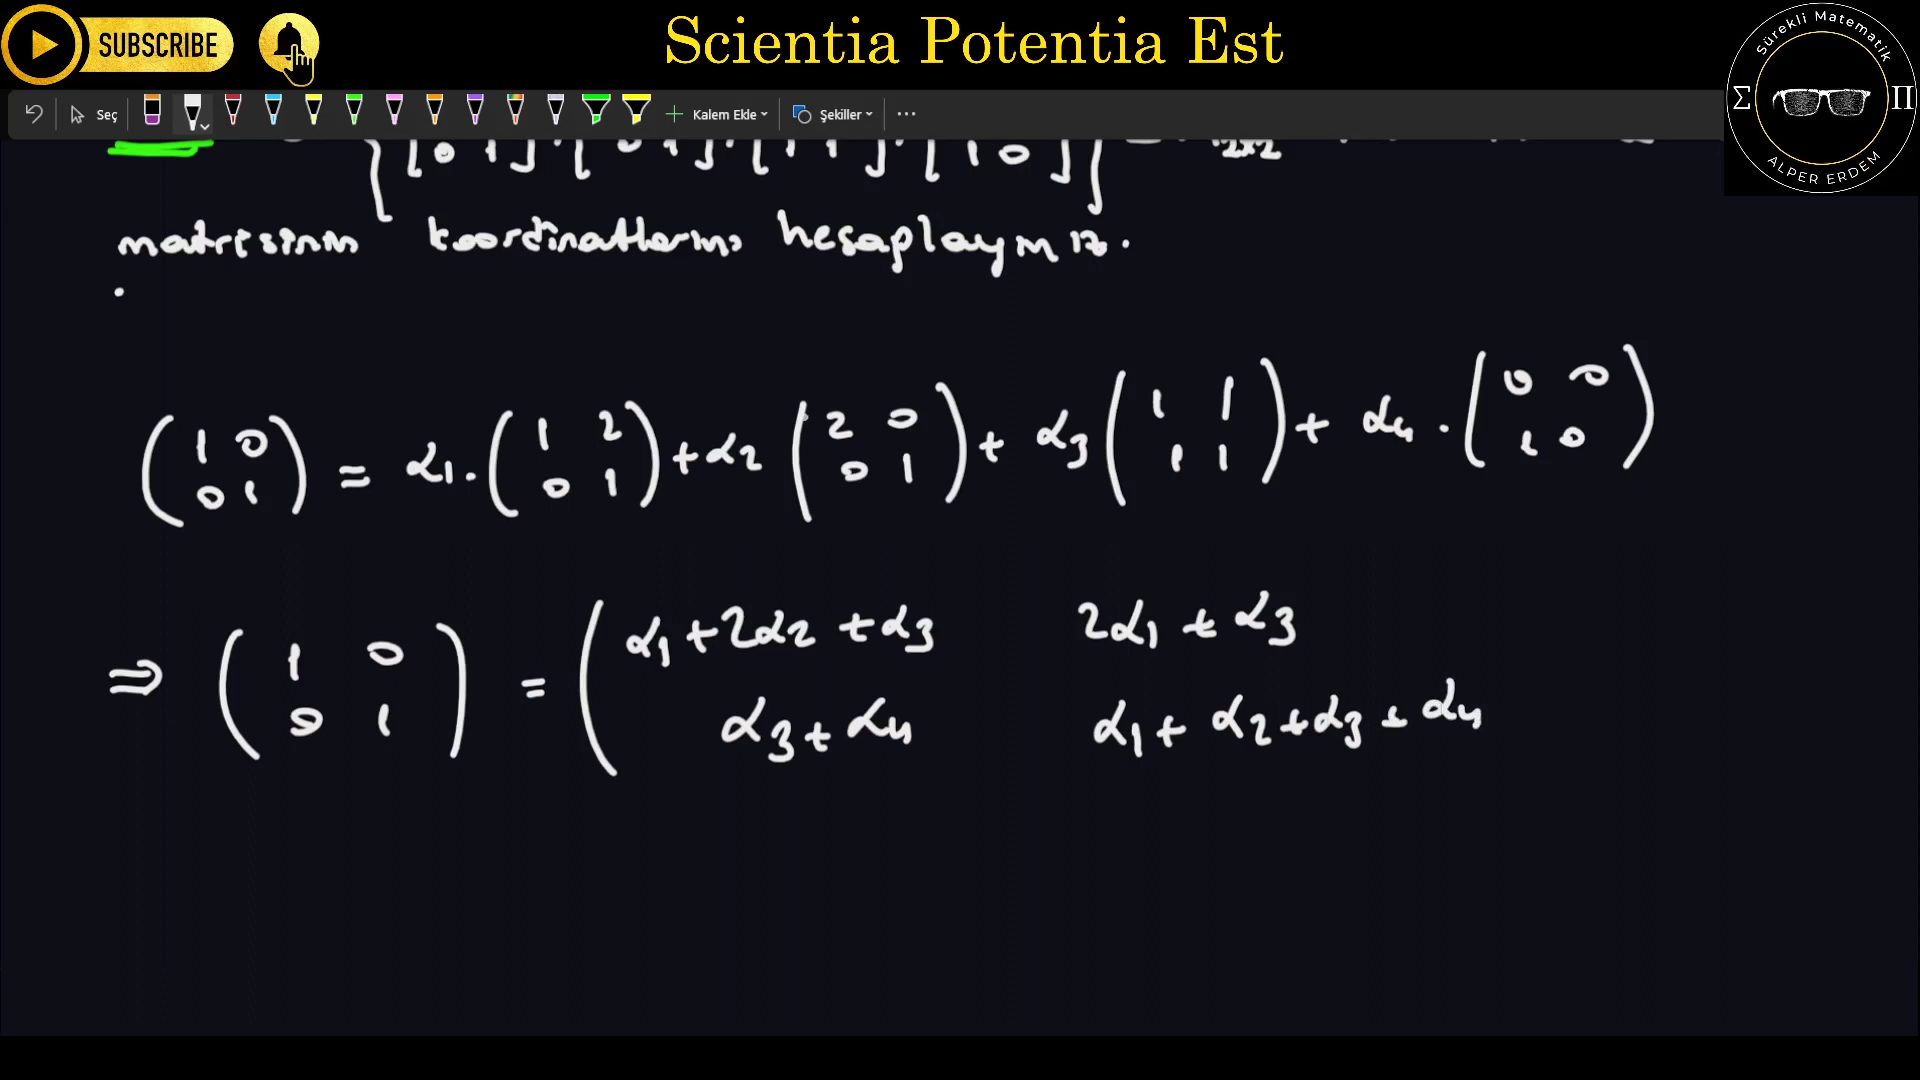 SUBSCRIBE
Scientia Potentia Est
Sürekli Matematik
Σ Π
ALPER ERDEM
Seç
Kalem Ekle
Şekiller
matrisinin koordinatlarını hesaplayınız.
(1 0; 0 1) = α1 · (1 2; 0 1) + α2 (2 0; 0 1) + α3 (1 1; 1 1) + α4 · (0 0; 1 0)
⇒ (1 0; 0 1) = (α1 + 2α2 + α3 2α1 + α3
α3 + α4 α1 + α2 + α3 + α4